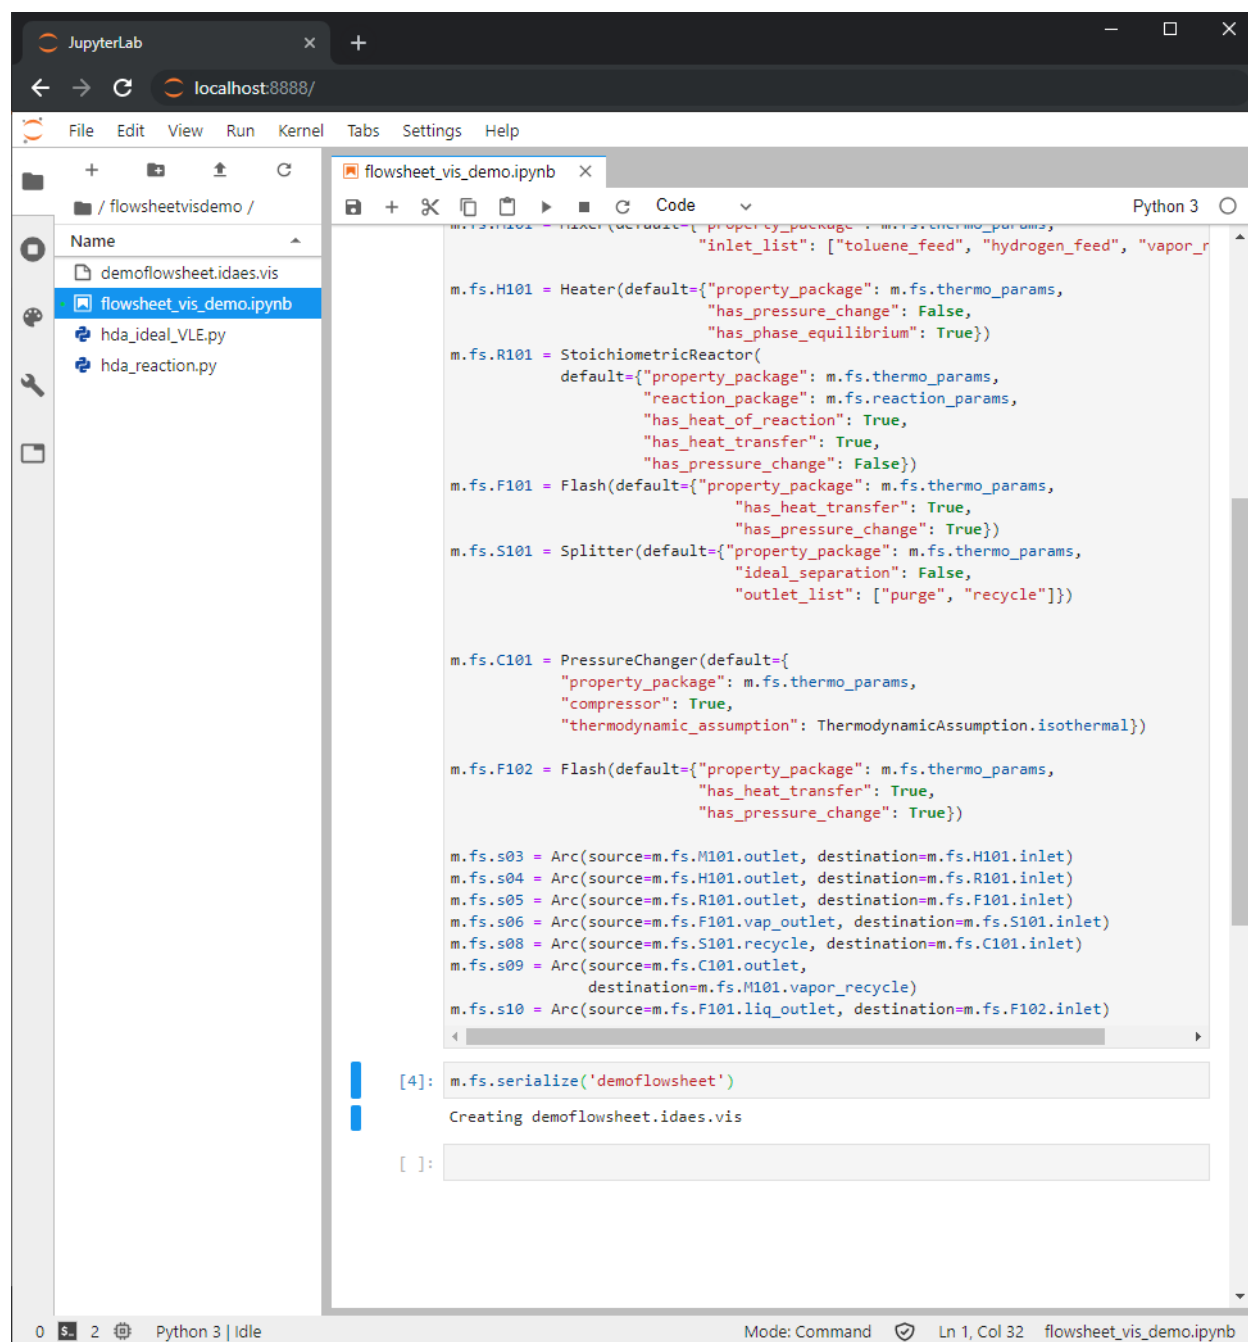 JupyterLab
localhost:8888/
File Edit View Run Kernel Tabs Settings Help
/ flowsheetvisdemo /
Name
demoflowsheet.idaes.vis
flowsheet_vis_demo.ipynb
hda_ideal_VLE.py
hda_reaction.py
flowsheet_vis_demo.ipynb
Code Python 3
m.fs.M101 = Mixer(default={"property_package": m.fs.thermo_params,
"inlet_list": ["toluene_feed", "hydrogen_feed", "vapor_r
m.fs.H101 = Heater(default={"property_package": m.fs.thermo_params,
"has_pressure_change": False,
"has_phase_equilibrium": True})
m.fs.R101 = StoichiometricReactor(
default={"property_package": m.fs.thermo_params,
"reaction_package": m.fs.reaction_params,
"has_heat_of_reaction": True,
"has_heat_transfer": True,
"has_pressure_change": False})
m.fs.F101 = Flash(default={"property_package": m.fs.thermo_params,
"has_heat_transfer": True,
"has_pressure_change": True})
m.fs.S101 = Splitter(default={"property_package": m.fs.thermo_params,
"ideal_separation": False,
"outlet_list": ["purge", "recycle"]})
m.fs.C101 = PressureChanger(default={
"property_package": m.fs.thermo_params,
"compressor": True,
"thermodynamic_assumption": ThermodynamicAssumption.isothermal})
m.fs.F102 = Flash(default={"property_package": m.fs.thermo_params,
"has_heat_transfer": True,
"has_pressure_change": True})
m.fs.s03 = Arc(source=m.fs.M101.outlet, destination=m.fs.H101.inlet)
m.fs.s04 = Arc(source=m.fs.H101.outlet, destination=m.fs.R101.inlet)
m.fs.s05 = Arc(source=m.fs.R101.outlet, destination=m.fs.F101.inlet)
m.fs.s06 = Arc(source=m.fs.F101.vap_outlet, destination=m.fs.S101.inlet)
m.fs.s08 = Arc(source=m.fs.S101.recycle, destination=m.fs.C101.inlet)
m.fs.s09 = Arc(source=m.fs.C101.outlet,
destination=m.fs.M101.vapor_recycle)
m.fs.s10 = Arc(source=m.fs.F101.liq_outlet, destination=m.fs.F102.inlet)
[4]: m.fs.serialize('demoflowsheet')
Creating demoflowsheet.idaes.vis
[ ]:
0 $_ 2 Python 3 | Idle Mode: Command Ln 1, Col 32 flowsheet_vis_demo.ipynb